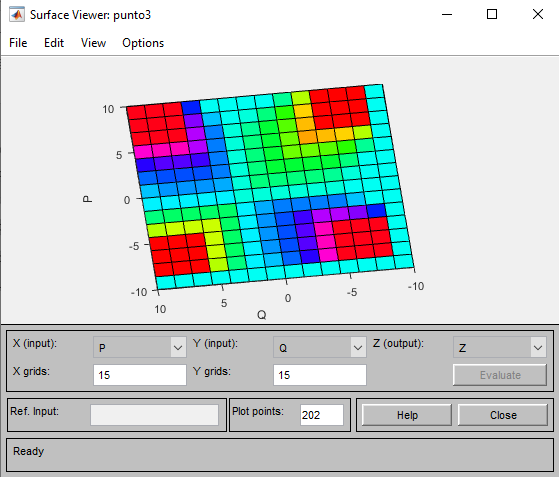 Surface Viewer: punto3
File Edit View Options
10
5
0
-5
-10
P
10 5 0 -5 -10
Q
X (input): P Y (input): Q Z (output): Z
X grids: 15 Y grids: 15 Evaluate
Ref. Input: Plot points: 202 Help Close
Ready